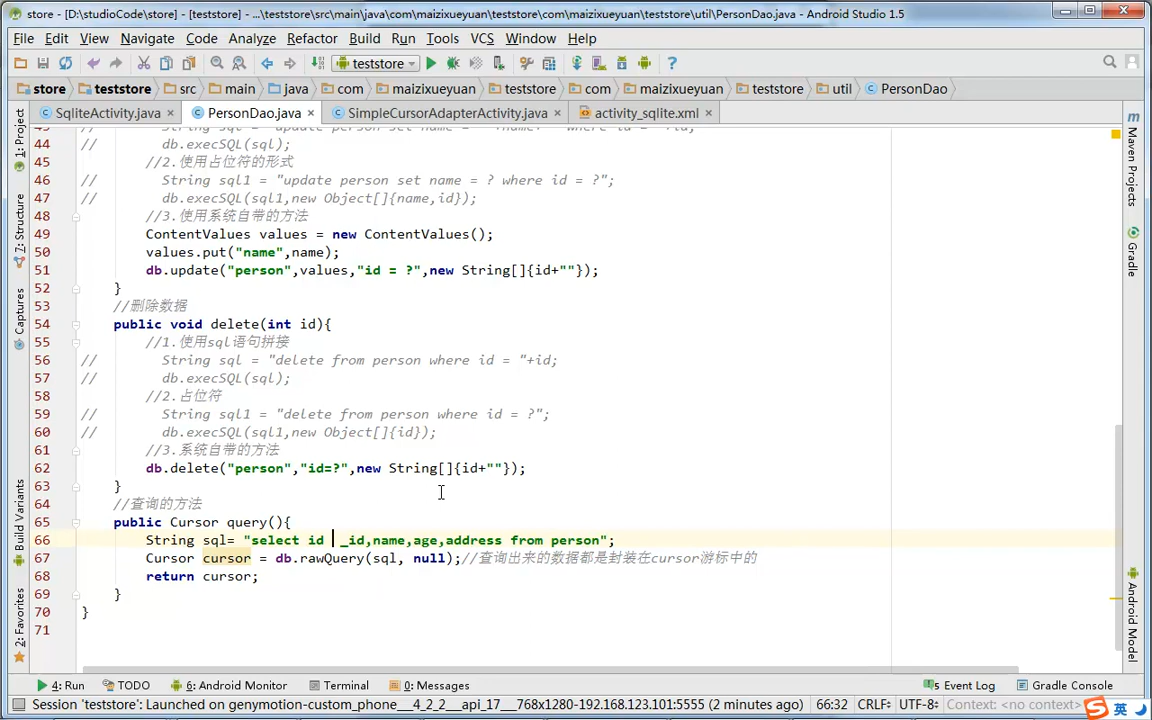 store - [D:\studioCode\store] - [teststore] - ...\teststore\src\main\java\com\maizixueyuan\teststore\com\maizixueyuan\teststore\util\PersonDao.java - Android Studio 1.5
File Edit View Navigate Code Analyze Refactor Build Run Tools VCS Window Help
teststore
store teststore src main java com maizixueyuan teststore com maizixueyuan teststore util PersonDao
SqliteActivity.java PersonDao.java SimpleCursorAdapterActivity.java activity_sqlite.xml
44 // db.execSQL(sql);
45 //2.使用占位符的形式
46 // String sql1 = "update person set name = ? where id = ?";
47 // db.execSQL(sql1,new Object[]{name,id});
48 //3.使用系统自带的方法
49 ContentValues values = new ContentValues();
50 values.put("name",name);
51 db.update("person",values,"id = ?",new String[]{id+""});
52 }
53 //删除数据
54 public void delete(int id){
55 //1.使用sql语句拼接
56 // String sql = "delete from person where id = "+id;
57 // db.execSQL(sql);
58 //2.占位符
59 // String sql1 = "delete from person where id = ?";
60 // db.execSQL(sql1,new Object[]{id});
61 //3.系统自带的方法
62 db.delete("person","id=?",new String[]{id+""});
63 }
64 //查询的方法
65 public Cursor query(){
66 String sql= "select id  _id,name,age,address from person";
67 Cursor cursor = db.rawQuery(sql, null);//查询出来的数据都是封装在cursor游标中的
68 return cursor;
69 }
70 }
71
1: Project
7: Structure
Captures
Build Variants
2: Favorites
Maven Projects
Gradle
Android Model
4: Run TODO 6: Android Monitor Terminal 0: Messages Event Log Gradle Console
Session 'teststore': Launched on genymotion-custom_phone___4_2_2___api_17___768x1280-192.168.123.101:5555 (2 minutes ago) 66:32 CRLF÷ UTF-8÷ Context: <no context>
英